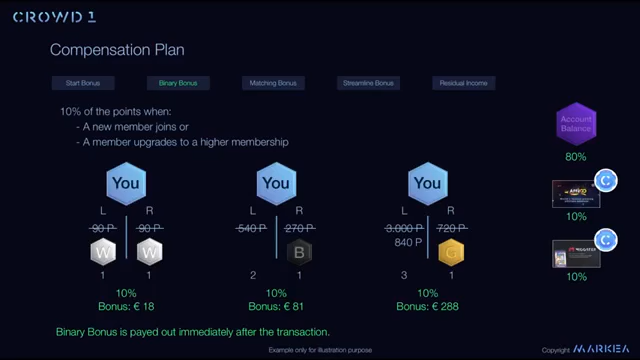 CROWD 1
Compensation Plan
Start Bonus
Binary Bonus
Matching Bonus
Streamline Bonus
Residual Income
10% of the points when:
- A new member joins or
- A member upgrades to a higher membership
You
L R
90 P 90 P
W W
1 1
10%
Bonus: € 18
You
L R
540 P 270 P
B
2 1
10%
Bonus: € 81
You
L R
3.000 P 720 P
840 P
G
3 1
10%
Bonus: € 288
Account
Balance
80%
10%
10%
Binary Bonus is payed out immediately after the transaction.
Example only for illustration purpose
Copyright MARKEA